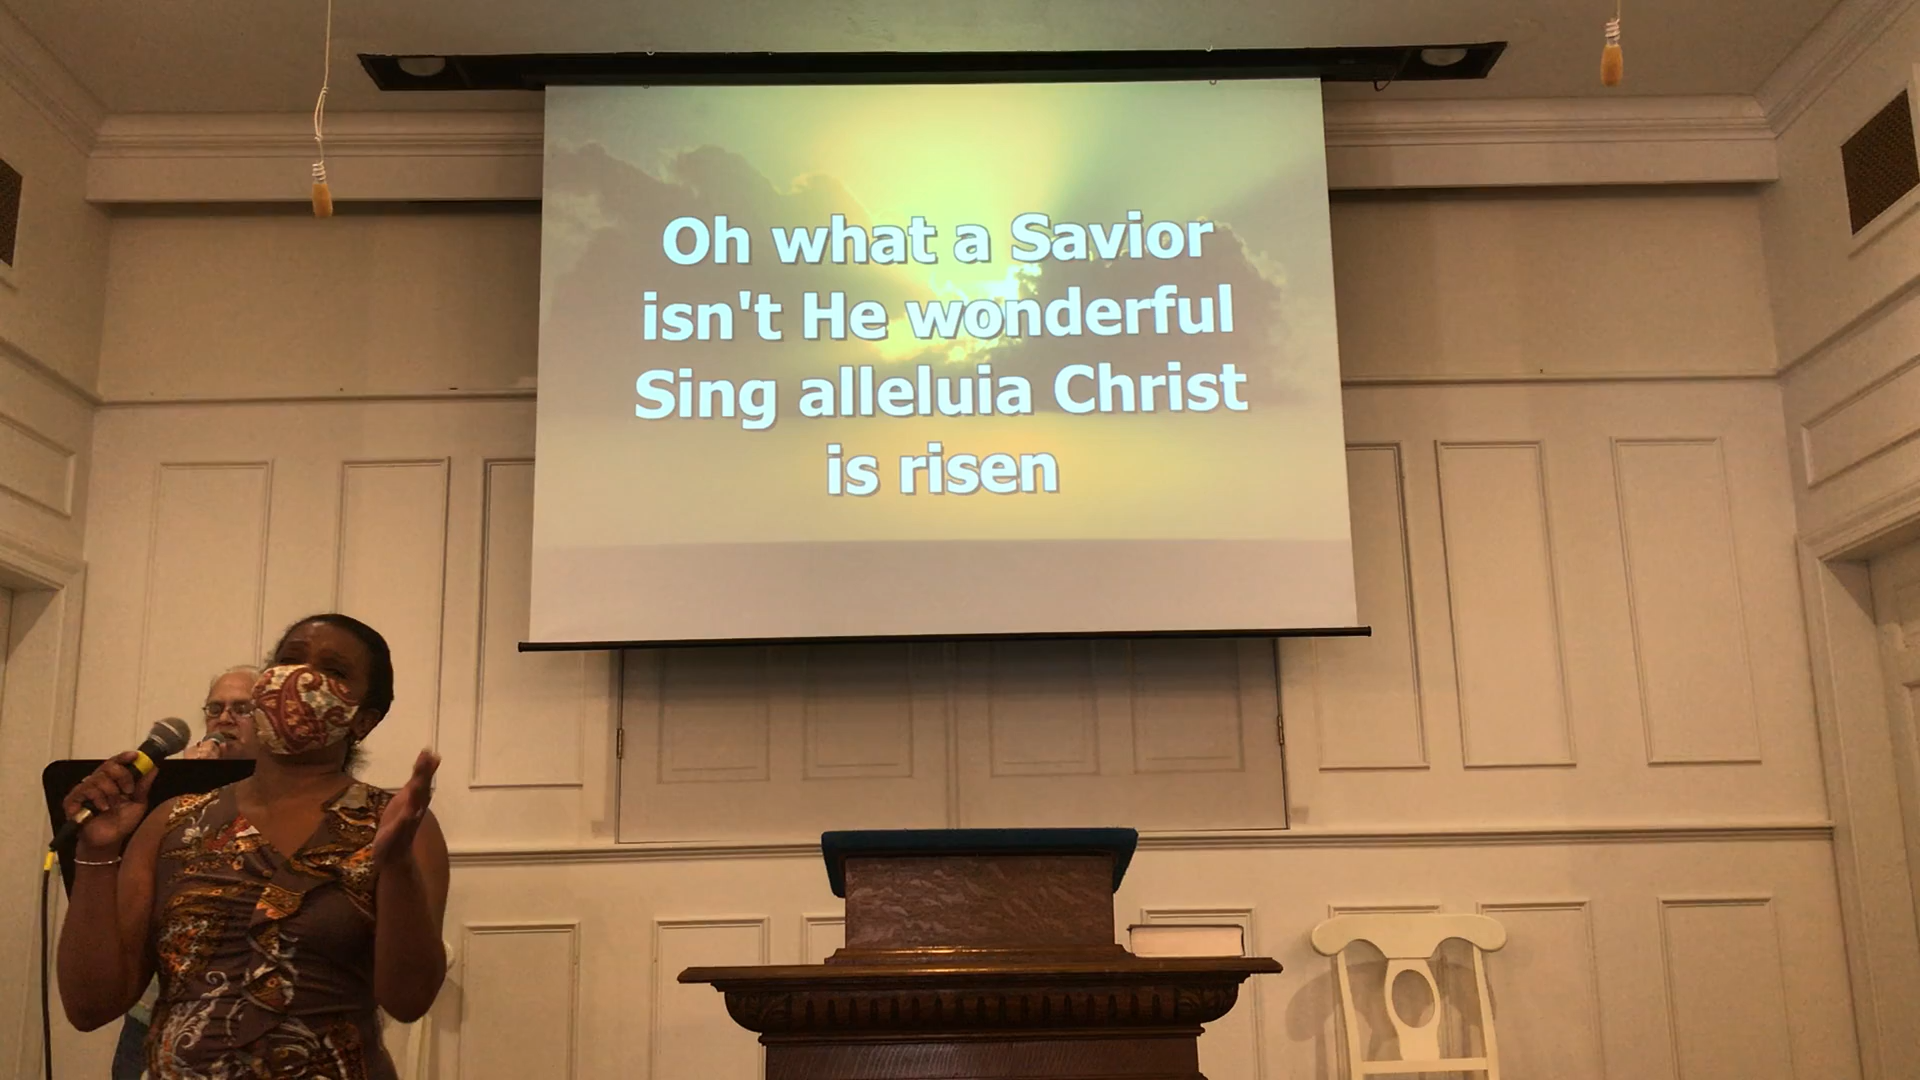 Oh what a Savior
isn't He wonderful
Sing alleluia Christ
is risen